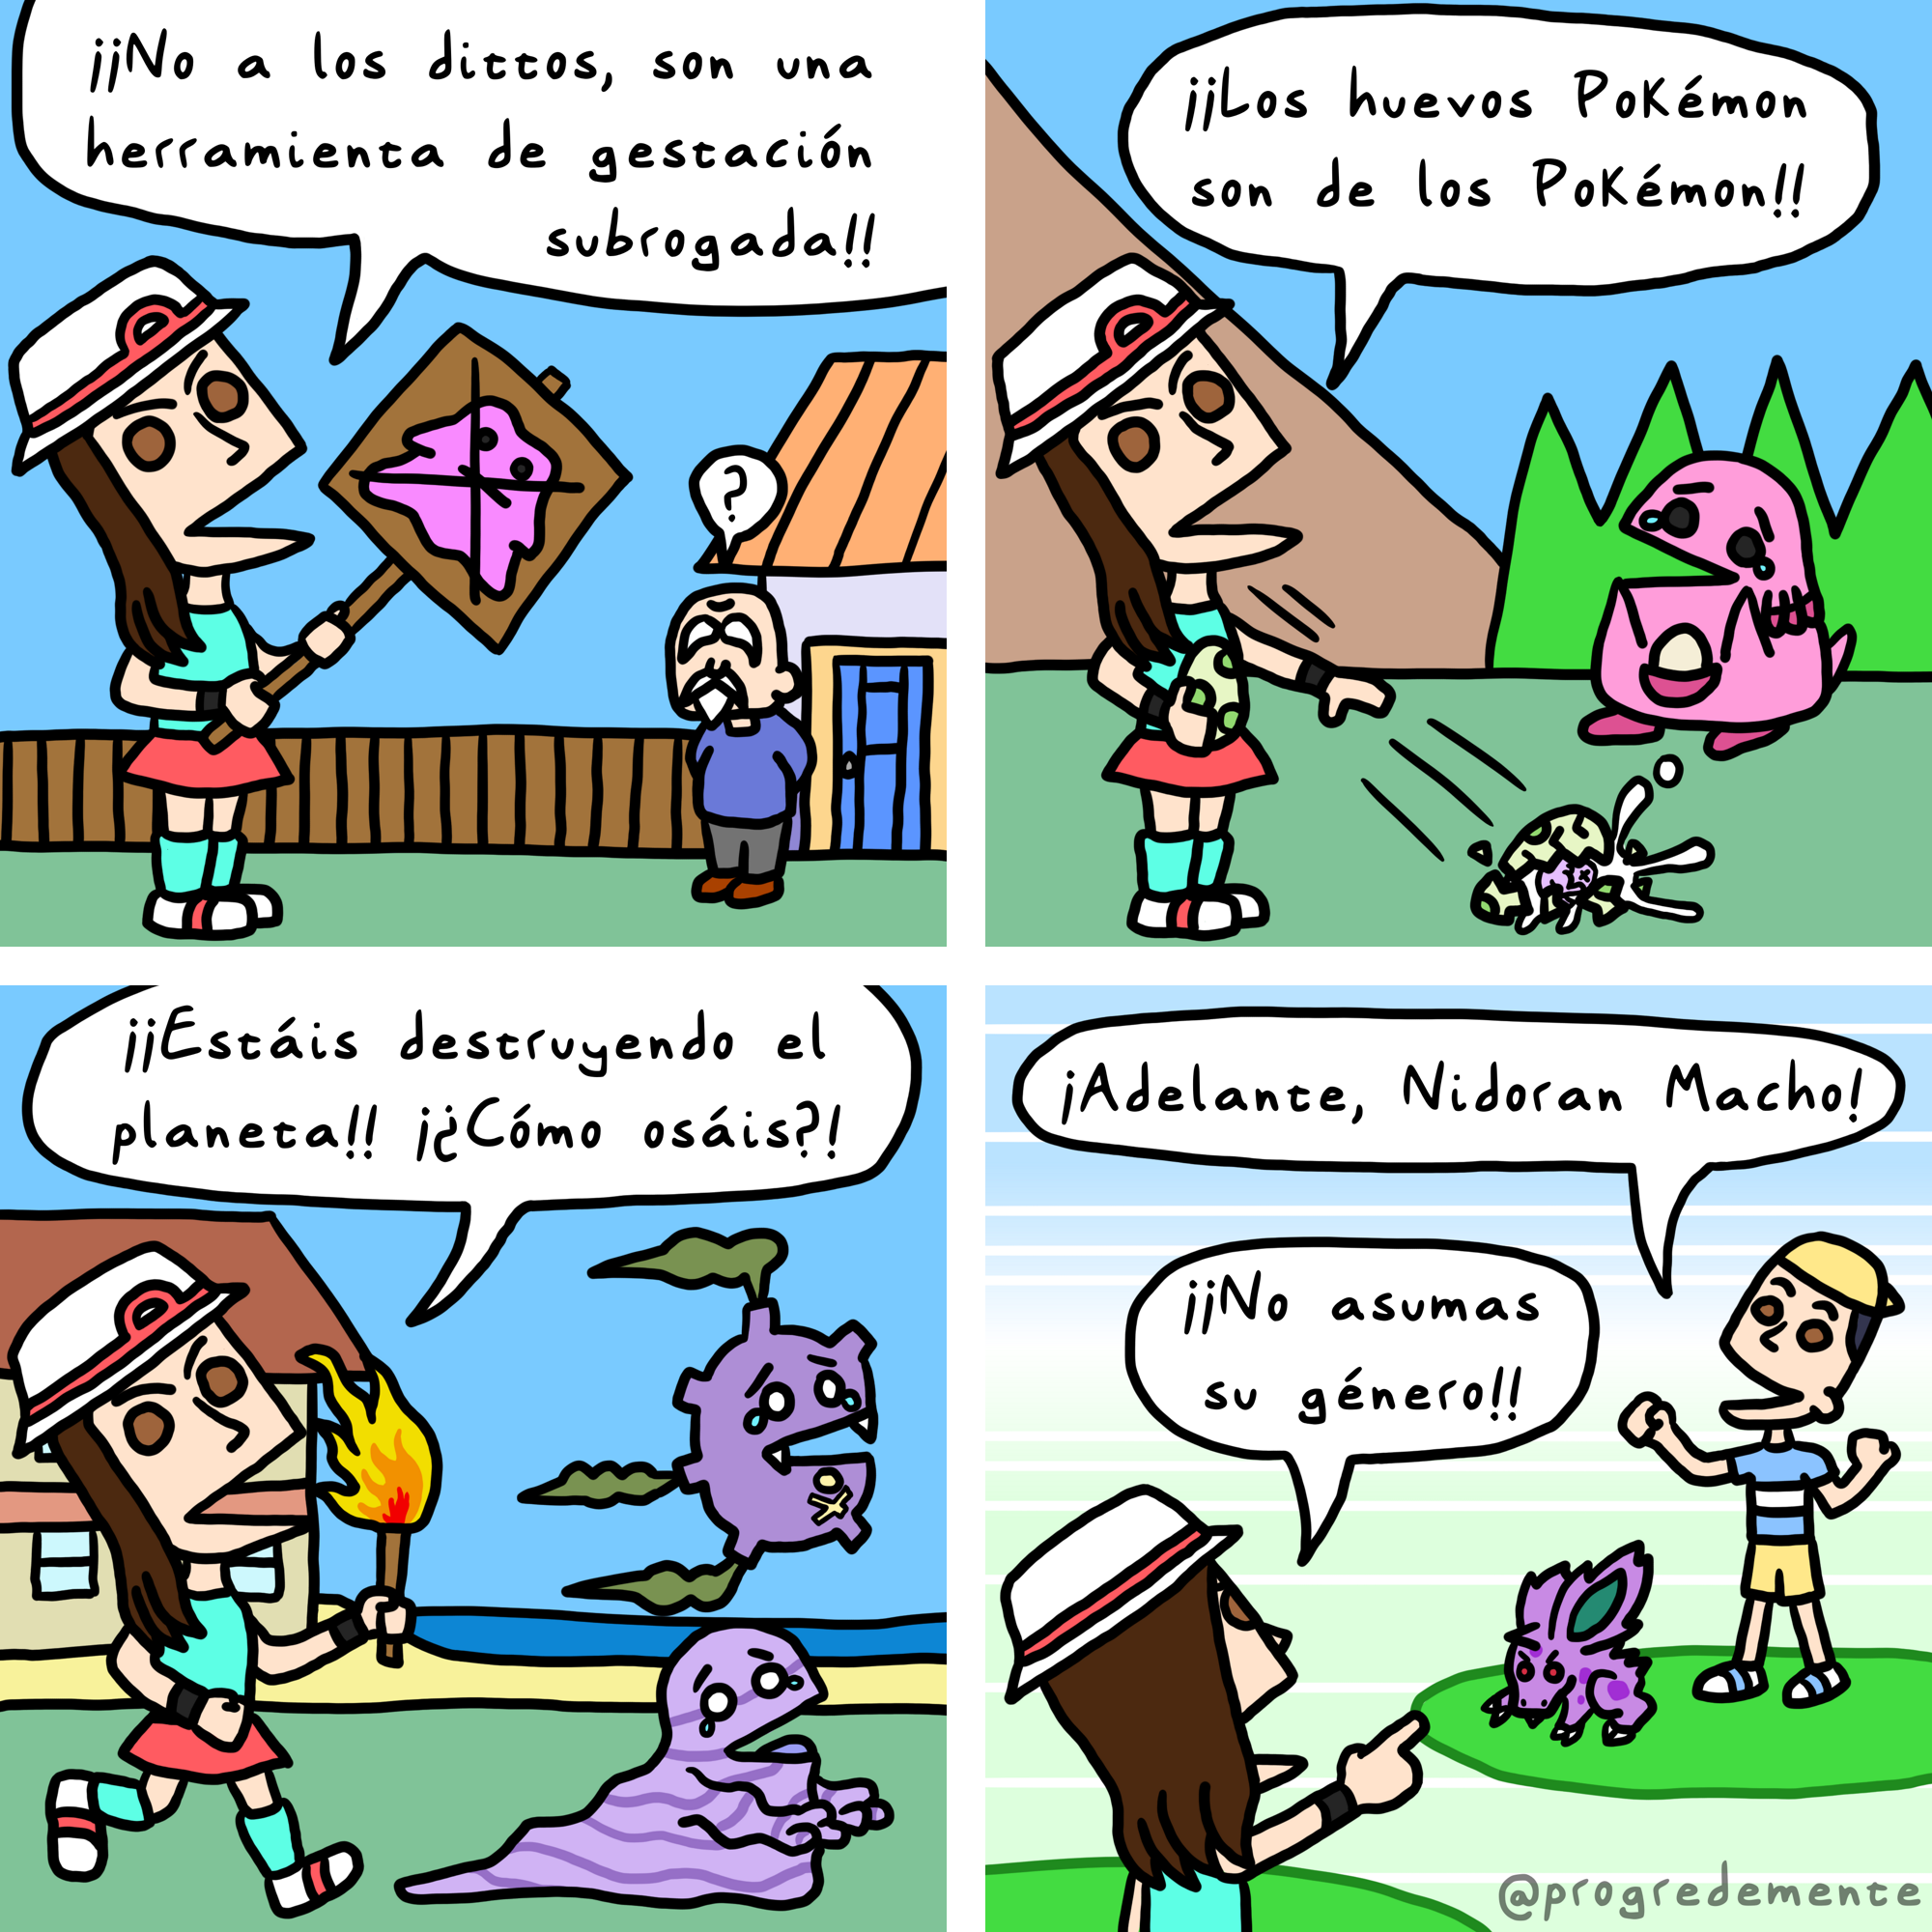 ¡¡No a los dittos, son una
herramienta de gestación
subrogada!!
?
¡¡Los huevos Pokémon
son de los Pokémon!!
¡¡Estáis destruyendo el
planeta!! ¡¿Cómo osáis?!
¡Adelante, Nidoran Macho!
¡¡No asumas
su género!!
@progredemente